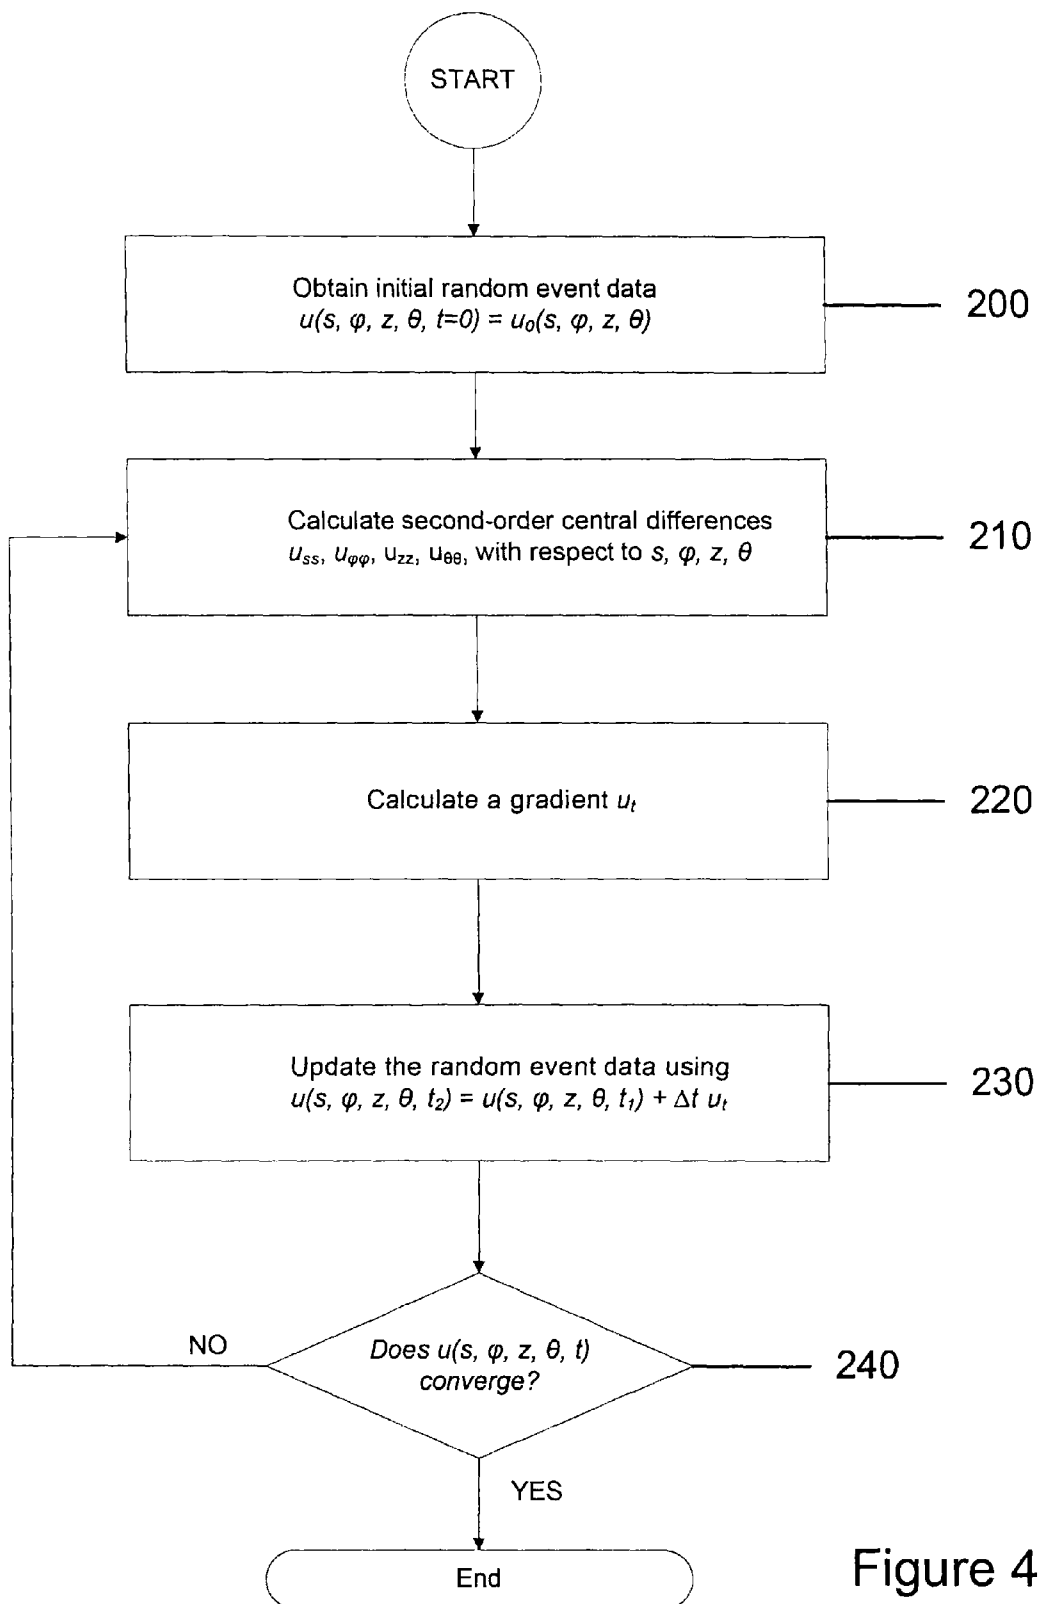 START
Obtain initial random event data
u(s, φ, z, θ, t=0) = u₀(s, φ, z, θ)
200
Calculate second-order central differences
uₛₛ, u_φφ, u_zz, u_θθ, with respect to s, φ, z, θ
210
Calculate a gradient uₜ
220
Update the random event data using
u(s, φ, z, θ, t₂) = u(s, φ, z, θ, t₁) + Δt uₜ
230
NO
Does u(s, φ, z, θ, t)
converge?
240
YES
End
Figure 4